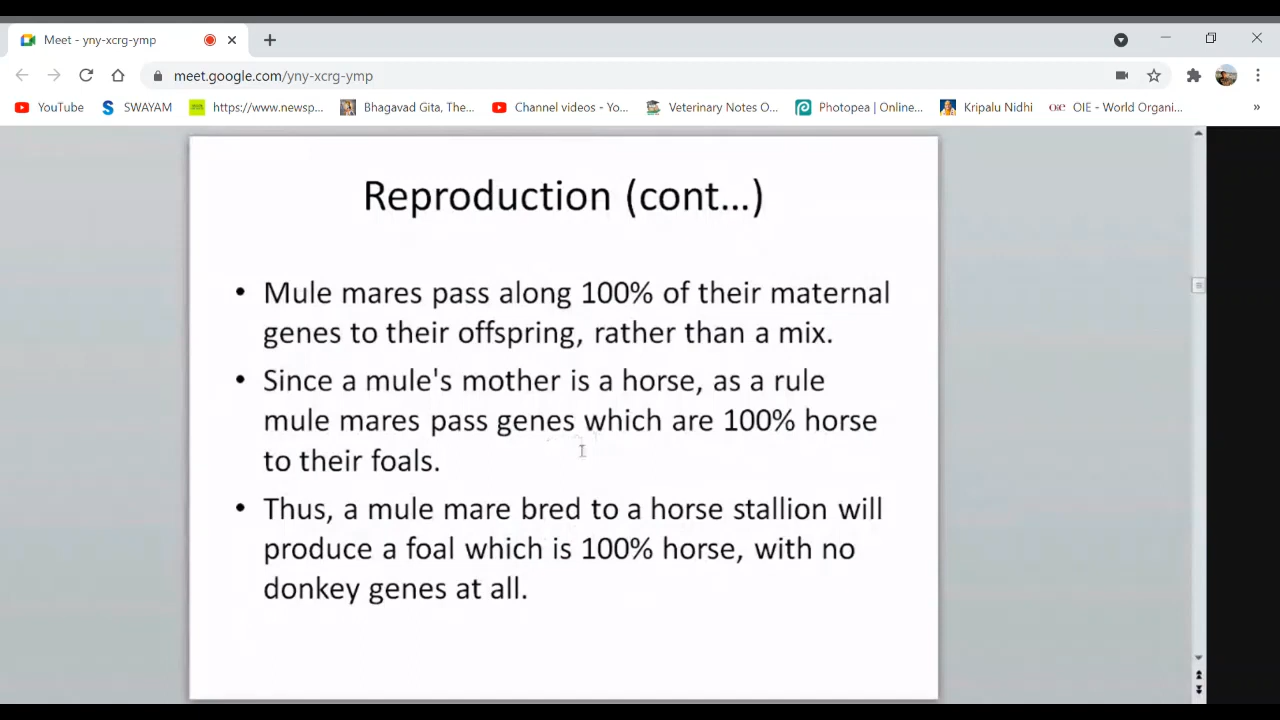 Meet - yny-xcrg-ymp
meet.google.com/yny-xcrg-ymp
YouTube
SWAYAM
https://www.newsp...
Bhagavad Gita, The...
Channel videos - Yo...
Veterinary Notes O...
Photopea | Online...
Kripalu Nidhi
OIE - World Organi...
Reproduction (cont...)
• Mule mares pass along 100% of their maternal
genes to their offspring, rather than a mix.
• Since a mule's mother is a horse, as a rule
mule mares pass genes which are 100% horse
to their foals.
• Thus, a mule mare bred to a horse stallion will
produce a foal which is 100% horse, with no
donkey genes at all.